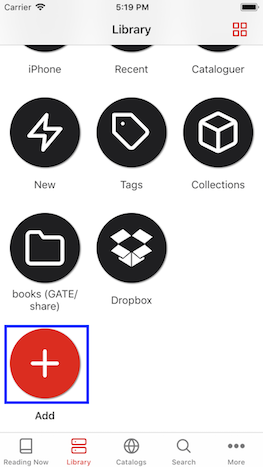 Carrier 5:19 PM
Library
iPhone Recent Cataloguer
New Tags Collections
books (GATE/
share) Dropbox
Add
Reading Now Library Catalogs Search More